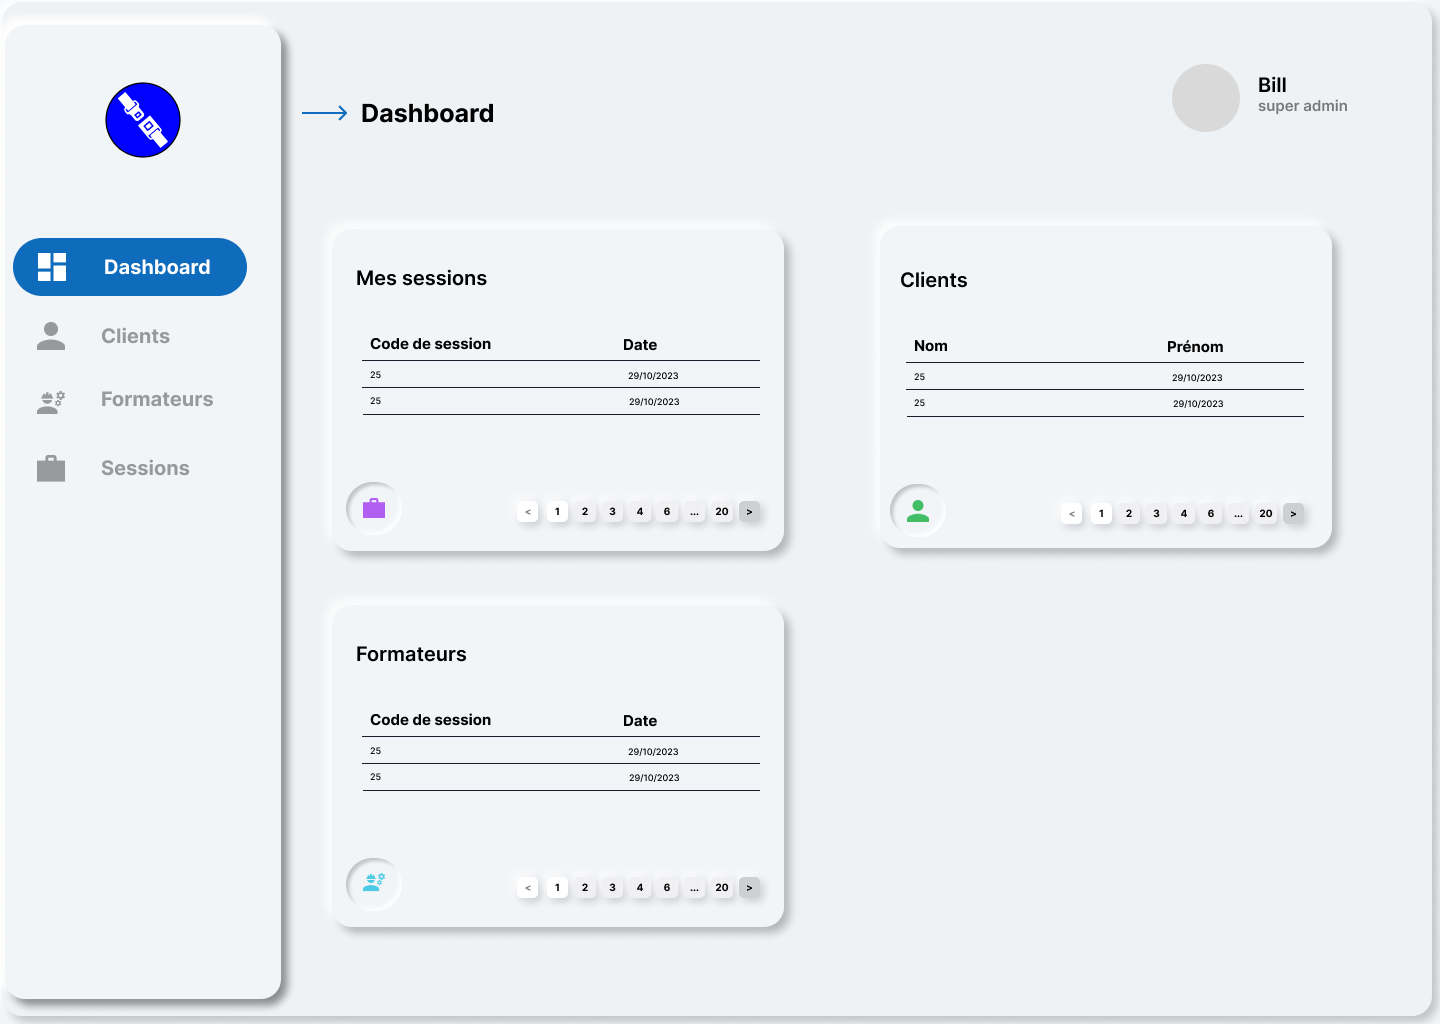 Dashboard
Bill
super admin
Dashboard
Clients
Formateurs
Sessions
Mes sessions
Code de session Date
25 29/10/2023
25 29/10/2023
< 1 2 3 4 6 ... 20 >
Clients
Nom Prénom
25 29/10/2023
25 29/10/2023
< 1 2 3 4 6 ... 20 >
Formateurs
Code de session Date
25 29/10/2023
25 29/10/2023
< 1 2 3 4 6 ... 20 >